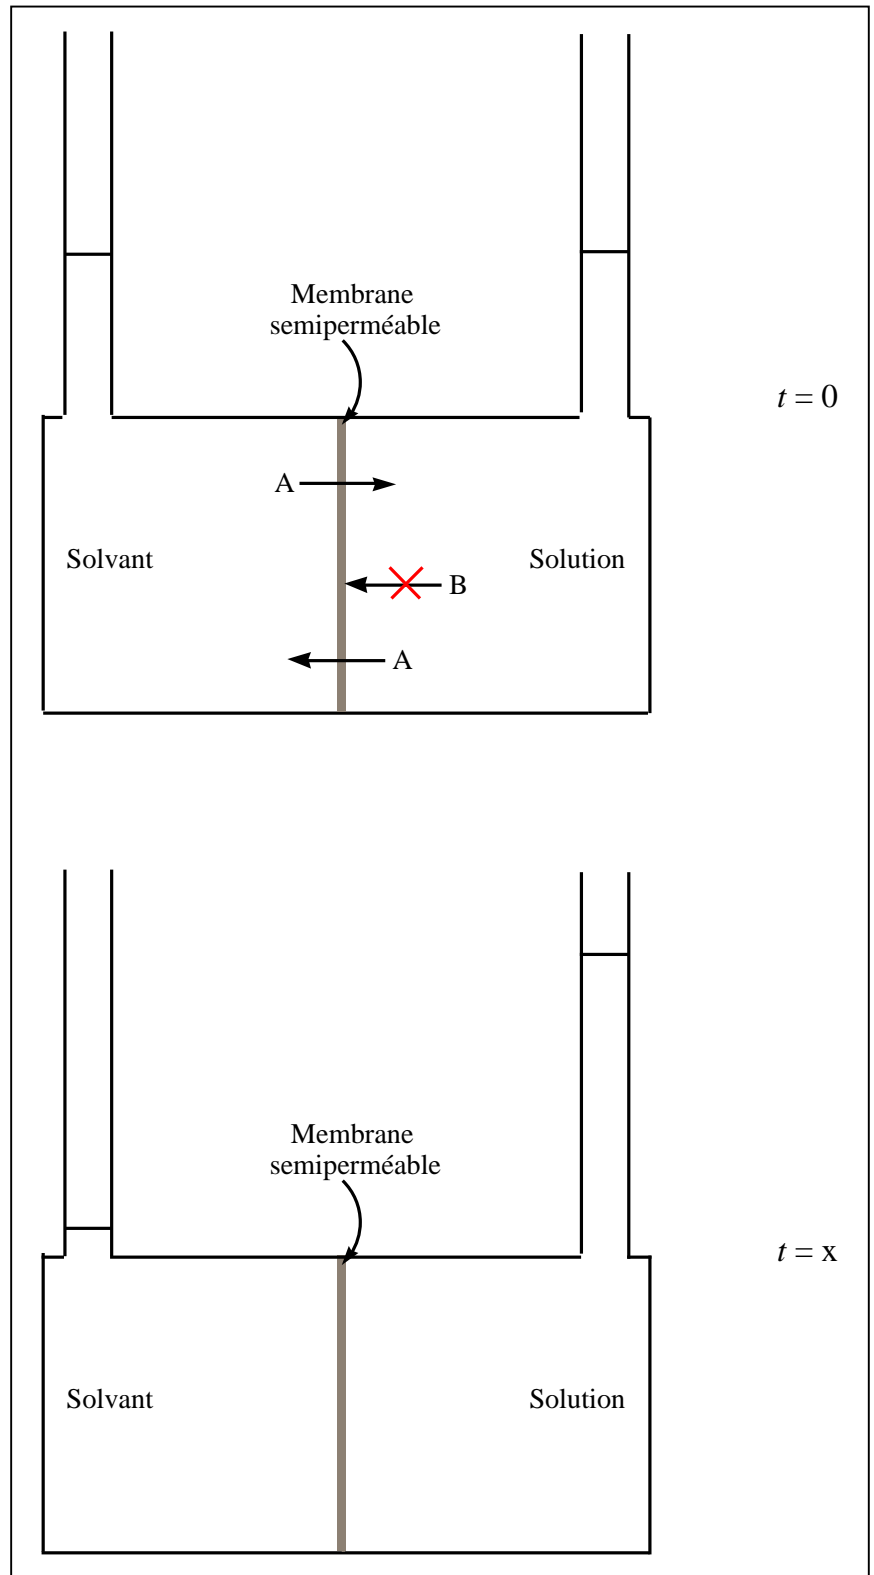 Membrane
semiperméable
t = 0
A
Solvant
Solution
B
A
Membrane
semiperméable
t = x
Solvant
Solution